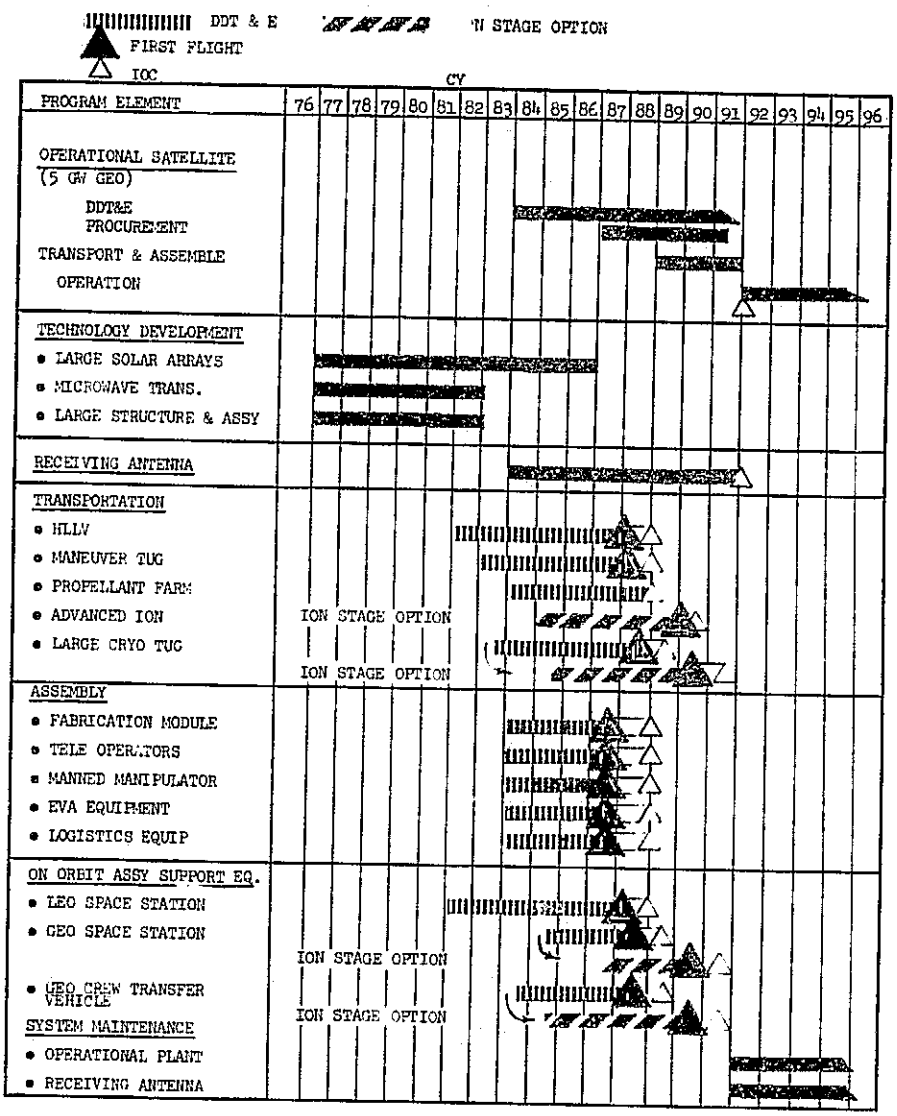 DDT & E 'N STAGE OPTION
FIRST FLIGHT
IOC
CY
PROGRAM ELEMENT 76 77 78 79 80 81 82 83 84 85 86 87 88 89 90 91 92 93 94 95 96
OPERATIONAL SATELLITE
(5 GW GEO)
DDT&E
PROCUREMENT
TRANSPORT & ASSEMBLE
OPERATION
TECHNOLOGY DEVELOPMENT
• LARGE SOLAR ARRAYS
• MICROWAVE TRANS.
• LARGE STRUCTURE & ASSY
RECEIVING ANTENNA
TRANSPORTATION
• HLLV
• MANEUVER TUG
• PROPELLANT FARM
• ADVANCED ION ION STAGE OPTION
• LARGE CRYO TUG
ION STAGE OPTION
ASSEMBLY
• FABRICATION MODULE
• TELE OPERATORS
• MANNED MANIPULATOR
• EVA EQUIPMENT
• LOGISTICS EQUIP
ON ORBIT ASSY SUPPORT EQ.
• LEO SPACE STATION
• GEO SPACE STATION
ION STAGE OPTION
• GEO CREW TRANSFER
VEHICLE
ION STAGE OPTION
SYSTEM MAINTENANCE
• OPERATIONAL PLANT
• RECEIVING ANTENNA